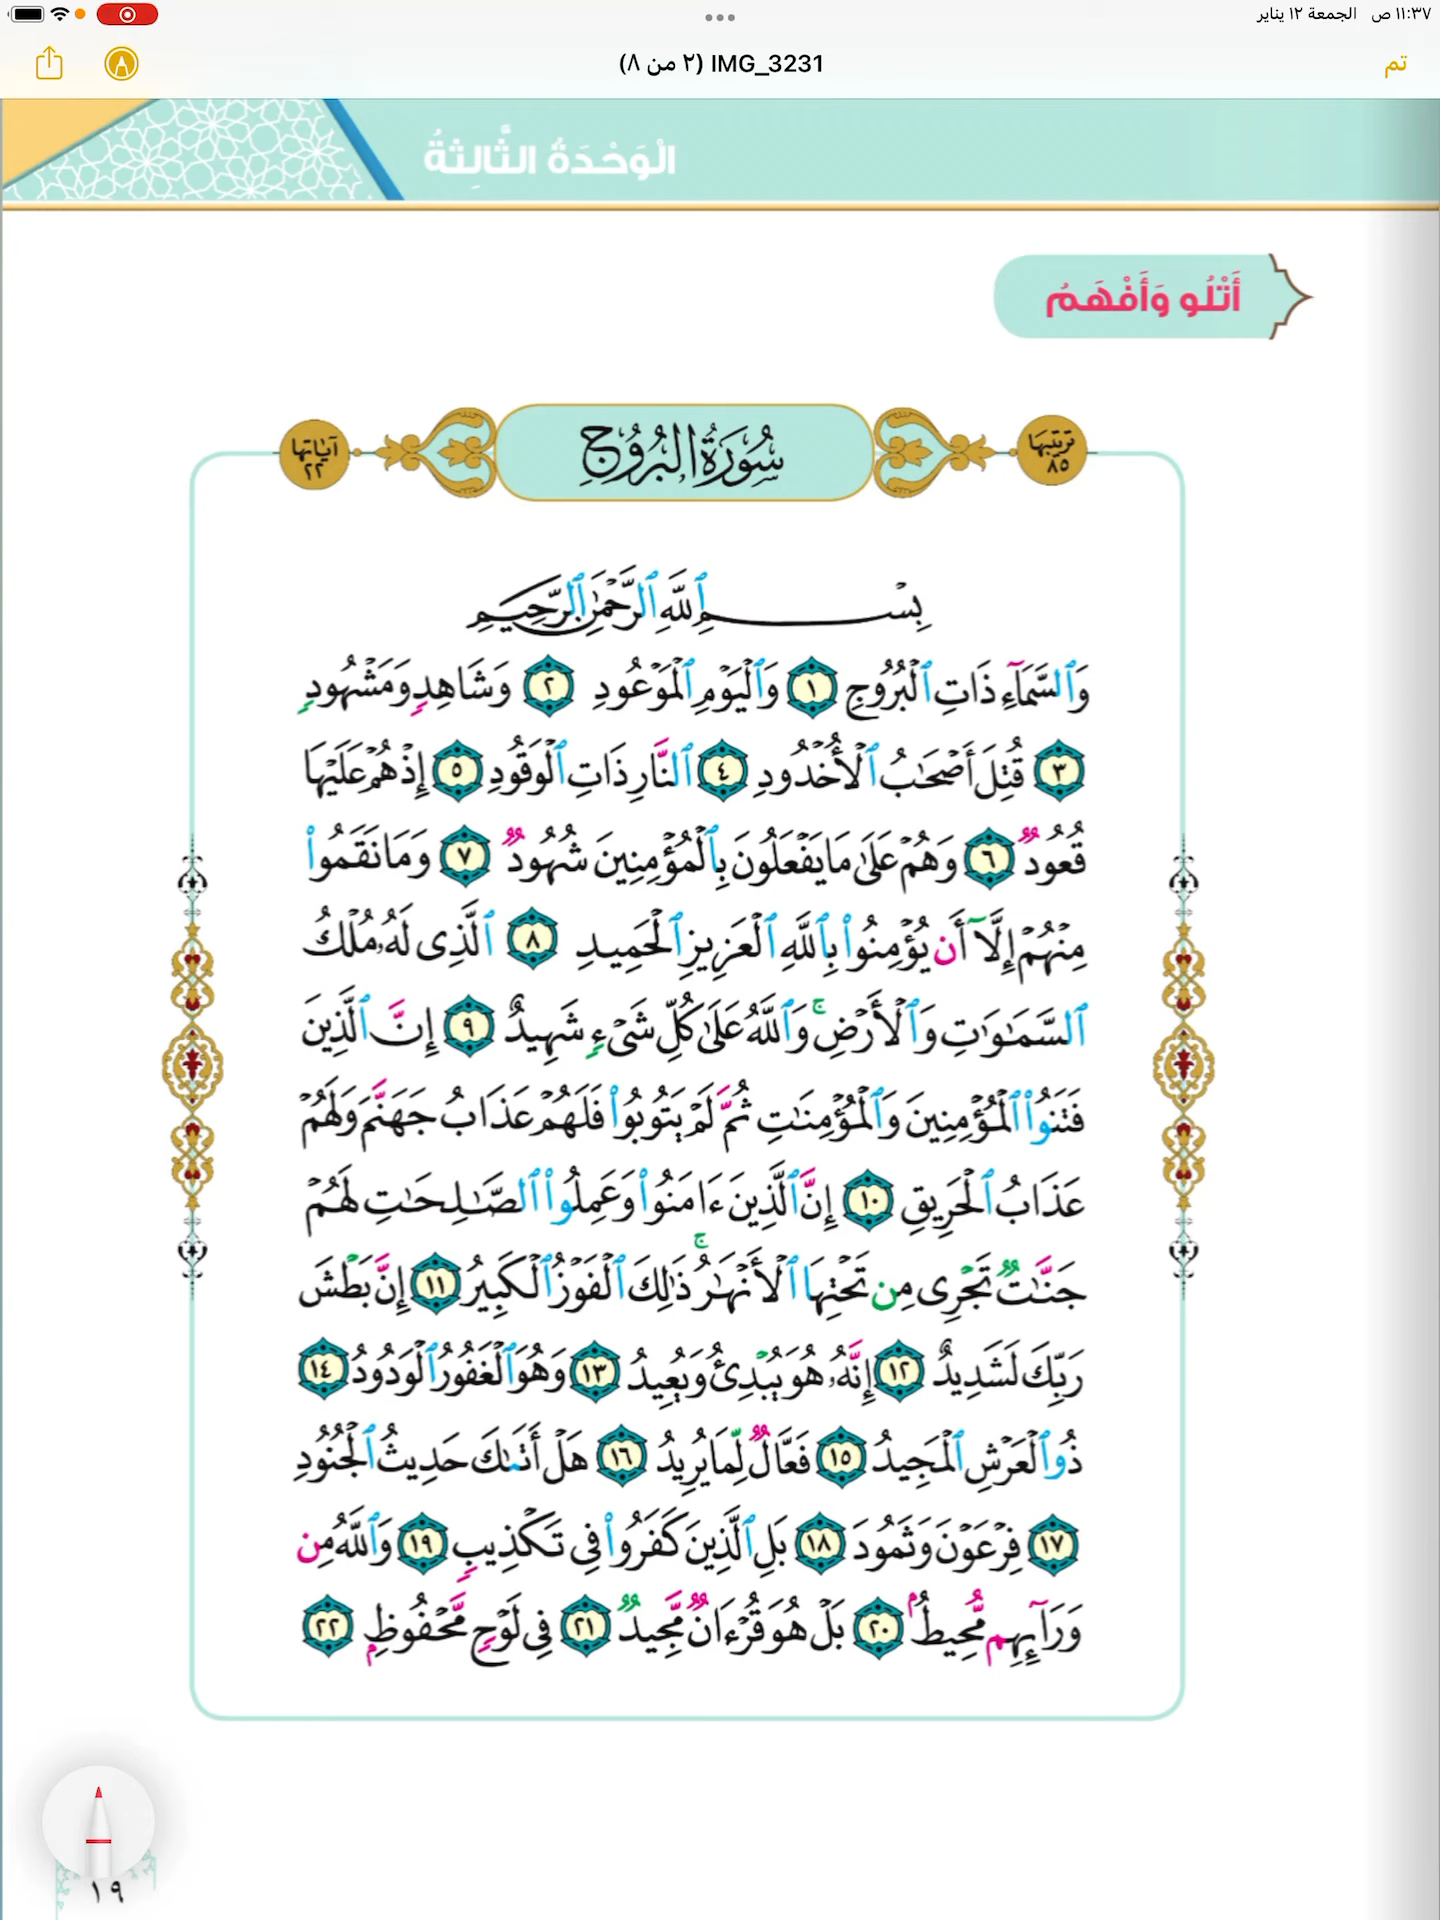 ١١:٣٧ ص الجمعة ١٢ يناير
تم
IMG_3231 (٢ من ٨)
الْوَحْدَةُ الثَّالِثَةُ
أَتْلُو وَأَفْهَمُ
تَرتيبُهَا ٨٥
سُورَةُ البُرُوجِ
آيَاتها ٢٢
بِسْمِ ٱللَّهِ ٱلرَّحْمَٰنِ ٱلرَّحِيمِ
وَٱلسَّمَآءِ ذَاتِ ٱلْبُرُوجِ ١ وَٱلْيَوْمِ ٱلْمَوْعُودِ ٢ وَشَاهِدٍ وَمَشْهُودٍ
٣ قُتِلَ أَصْحَٰبُ ٱلْأُخْدُودِ ٤ ٱلنَّارِ ذَاتِ ٱلْوَقُودِ ٥ إِذْ هُمْ عَلَيْهَا
قُعُودٌ ٦ وَهُمْ عَلَىٰ مَا يَفْعَلُونَ بِٱلْمُؤْمِنِينَ شُهُودٌ ٧ وَمَا نَقَمُوا۟
مِنْهُمْ إِلَّآ أَن يُؤْمِنُوا۟ بِٱللَّهِ ٱلْعَزِيزِ ٱلْحَمِيدِ ٨ ٱلَّذِى لَهُۥ مُلْكُ
ٱلسَّمَٰوَٰتِ وَٱلْأَرْضِ ۚ وَٱللَّهُ عَلَىٰ كُلِّ شَىْءٍ شَهِيدٌ ٩ إِنَّ ٱلَّذِينَ
فَتَنُوا۟ ٱلْمُؤْمِنِينَ وَٱلْمُؤْمِنَٰتِ ثُمَّ لَمْ يَتُوبُوا۟ فَلَهُمْ عَذَابُ جَهَنَّمَ وَلَهُمْ
عَذَابُ ٱلْحَرِيقِ ١٠ إِنَّ ٱلَّذِينَ ءَامَنُوا۟ وَعَمِلُوا۟ ٱلصَّٰلِحَٰتِ لَهُمْ
جَنَّٰتٌ تَجْرِى مِن تَحْتِهَا ٱلْأَنْهَٰرُ ۚ ذَٰلِكَ ٱلْفَوْزُ ٱلْكَبِيرُ ١١ إِنَّ بَطْشَ
رَبِّكَ لَشَدِيدٌ ١٢ إِنَّهُۥ هُوَ يُبْدِئُ وَيُعِيدُ ١٣ وَهُوَ ٱلْغَفُورُ ٱلْوَدُودُ ١٤
ذُو ٱلْعَرْشِ ٱلْمَجِيدُ ١٥ فَعَّالٌ لِّمَا يُرِيدُ ١٦ هَلْ أَتَىٰكَ حَدِيثُ ٱلْجُنُودِ
١٧ فِرْعَوْنَ وَثَمُودَ ١٨ بَلِ ٱلَّذِينَ كَفَرُوا۟ فِى تَكْذِيبٍ ١٩ وَٱللَّهُ مِن
وَرَآئِهِم مُّحِيطٌۢ ٢٠ بَلْ هُوَ قُرْءَانٌ مَّجِيدٌ ٢١ فِى لَوْحٍ مَّحْفُوظٍۭ ٢٢
١٩